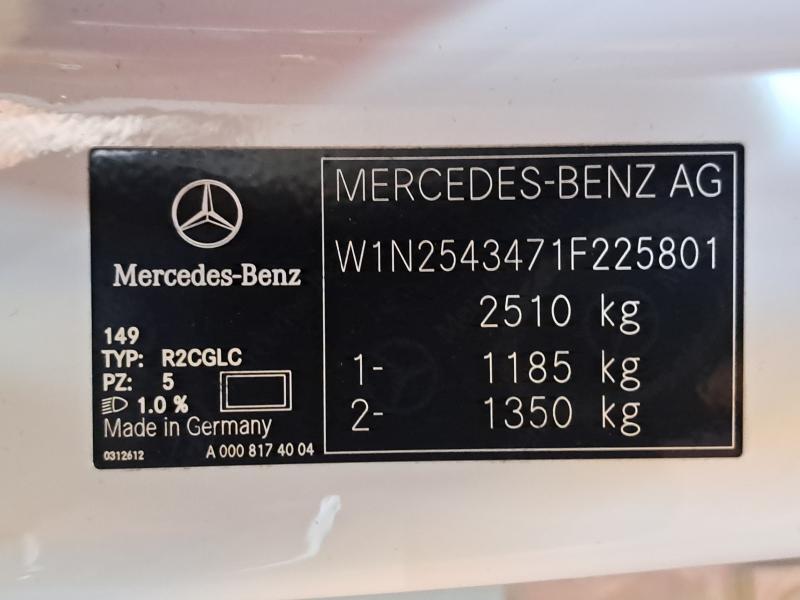 Mercedes-Benz
149
TYP: R2CGLC
PZ: 5
1.0 %
Made in Germany
0312612
A 000 817 40 04
MERCEDES-BENZ AG
W1N2543471F225801
2510 kg
1- 1185 kg
2- 1350 kg